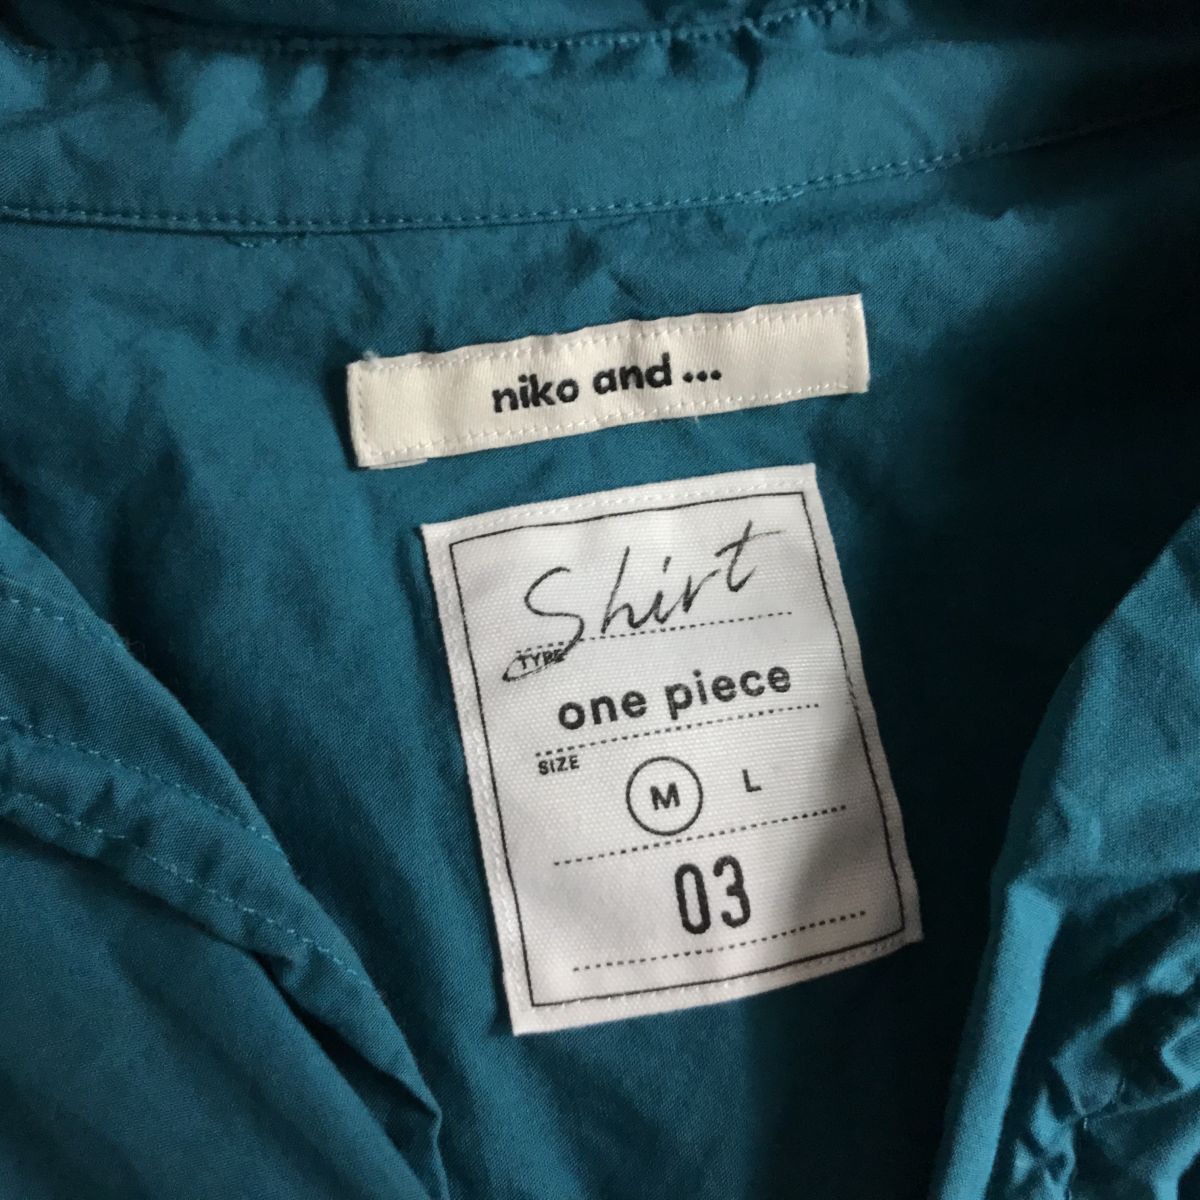 niko and ...
Shirt
TYPE
one piece
SIZE
M L
03